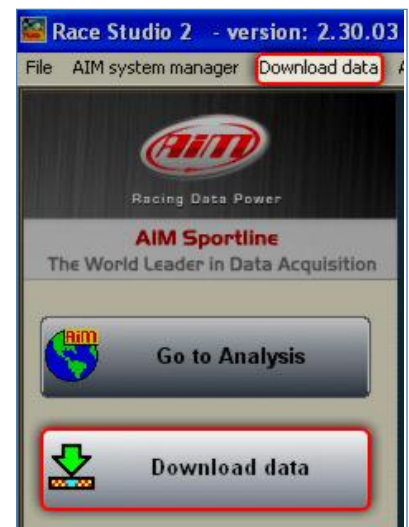 Race Studio 2 - version: 2.30.03
File AIM system manager Download data
AiM
Racing Data Power
AIM Sportline
The World Leader in Data Acquisition
AiM
Go to Analysis
Download data